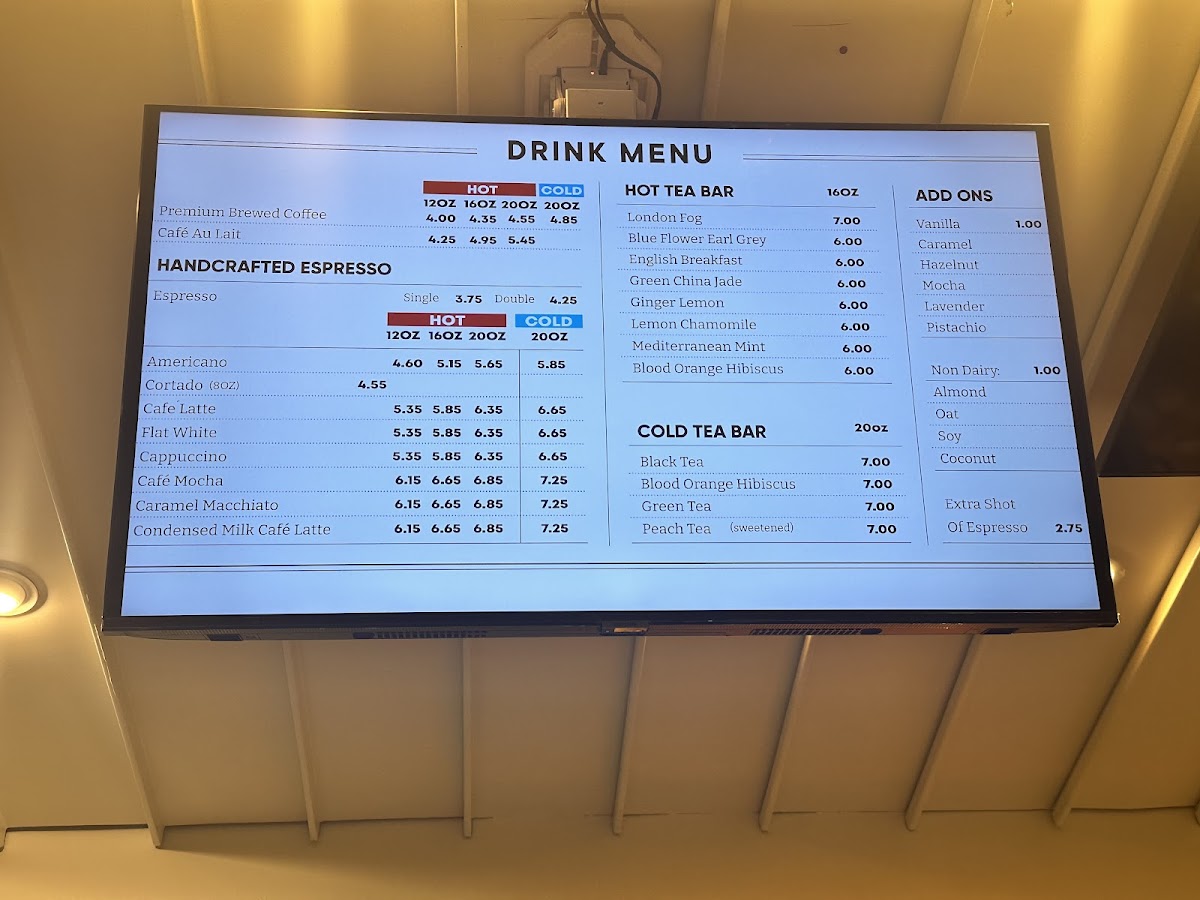 DRINK MENU
HOT COLD
12OZ 16OZ 20OZ 20OZ
Premium Brewed Coffee 4.00 4.35 4.55 4.85
Café Au Lait 4.25 4.95 5.45
HANDCRAFTED ESPRESSO
Espresso Single 3.75 Double 4.25
HOT COLD
12OZ 16OZ 20OZ 20OZ
Americano 4.60 5.15 5.65 5.85
Cortado (8OZ) 4.55
Cafe Latte 5.35 5.85 6.35 6.65
Flat White 5.35 5.85 6.35 6.65
Cappuccino 5.35 5.85 6.35 6.65
Café Mocha 6.15 6.65 6.85 7.25
Caramel Macchiato 6.15 6.65 6.85 7.25
Condensed Milk Café Latte 6.15 6.65 6.85 7.25
HOT TEA BAR 16OZ
London Fog 7.00
Blue Flower Earl Grey 6.00
English Breakfast 6.00
Green China Jade 6.00
Ginger Lemon 6.00
Lemon Chamomile 6.00
Mediterranean Mint 6.00
Blood Orange Hibiscus 6.00
COLD TEA BAR 20oz
Black Tea 7.00
Blood Orange Hibiscus 7.00
Green Tea 7.00
Peach Tea (sweetened) 7.00
ADD ONS
Vanilla 1.00
Caramel
Hazelnut
Mocha
Lavender
Pistachio
Non Dairy: 1.00
Almond
Oat
Soy
Coconut
Extra Shot
Of Espresso 2.75